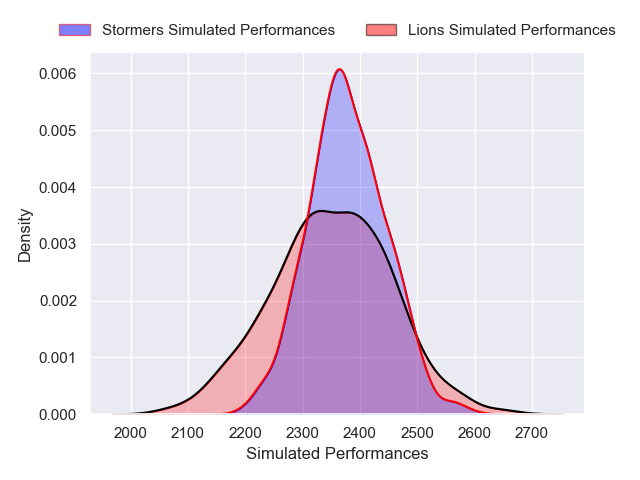 Stormers Simulated Performances Lions Simulated Performances
0.006
0.005
0.004
0.003
0.002
0.001
0.000
Density
2000 2100 2200 2300 2400 2500 2600 2700
Simulated Performances